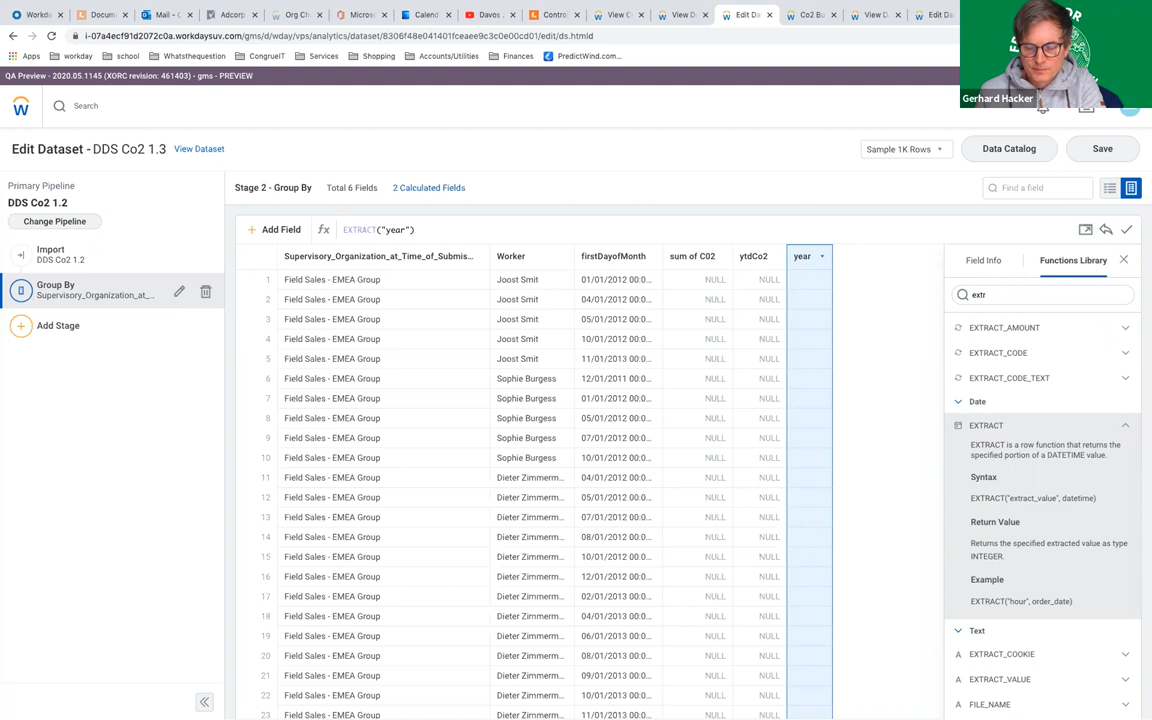 Workda
Docume
Mail - G
Adcorp
Org Che
Microso
Calend
Davos J
Control
View Co
View Da
Edit Dat
Co2 Bu
View Da
Edit Da
i-07a4ecf91d2072c0a.workdaysuv.com/gms/d/wday/vps/analytics/dataset/8306f48e041401fceaee9c3c0e00cd01/edit/ds.htmld
Apps workday school Whatsthequestion CongrueIT Services Shopping Accounts/Utilities Finances PredictWind.com...
QA Preview - 2020.05.1145 (XORC revision: 461403) - gms - PREVIEW
Gerhard Hacker
Search
Edit Dataset - DDS Co2 1.3 View Dataset
Sample 1K Rows Data Catalog Save
Primary Pipeline
DDS Co2 1.2
Change Pipeline
Import
DDS Co2 1.2
Group By
Supervisory_Organization_at_...
Add Stage
Stage 2 - Group By Total 6 Fields 2 Calculated Fields Find a field
Add Field fx EXTRACT("year")
Supervisory_Organization_at_Time_of_Submis... Worker firstDayofMonth sum of C02 ytdCo2 year
1 Field Sales - EMEA Group Joost Smit 01/01/2012 00:0... NULL NULL
2 Field Sales - EMEA Group Joost Smit 04/01/2012 00:0... NULL NULL
3 Field Sales - EMEA Group Joost Smit 05/01/2012 00:0... NULL NULL
4 Field Sales - EMEA Group Joost Smit 10/01/2012 00:0... NULL NULL
5 Field Sales - EMEA Group Joost Smit 11/01/2013 00:0... NULL NULL
6 Field Sales - EMEA Group Sophie Burgess 12/01/2011 00:0... NULL NULL
7 Field Sales - EMEA Group Sophie Burgess 01/01/2012 00:0... NULL NULL
8 Field Sales - EMEA Group Sophie Burgess 05/01/2012 00:0... NULL NULL
9 Field Sales - EMEA Group Sophie Burgess 07/01/2012 00:0... NULL NULL
10 Field Sales - EMEA Group Sophie Burgess 10/01/2012 00:0... NULL NULL
11 Field Sales - EMEA Group Dieter Zimmerm... 04/01/2012 00:0... NULL NULL
12 Field Sales - EMEA Group Dieter Zimmerm... 05/01/2012 00:0... NULL NULL
13 Field Sales - EMEA Group Dieter Zimmerm... 07/01/2012 00:0... NULL NULL
14 Field Sales - EMEA Group Dieter Zimmerm... 08/01/2012 00:0... NULL NULL
15 Field Sales - EMEA Group Dieter Zimmerm... 10/01/2012 00:0... NULL NULL
16 Field Sales - EMEA Group Dieter Zimmerm... 12/01/2012 00:0... NULL NULL
17 Field Sales - EMEA Group Dieter Zimmerm... 02/01/2013 00:0... NULL NULL
18 Field Sales - EMEA Group Dieter Zimmerm... 04/01/2013 00:0... NULL NULL
19 Field Sales - EMEA Group Dieter Zimmerm... 06/01/2013 00:0... NULL NULL
20 Field Sales - EMEA Group Dieter Zimmerm... 08/01/2013 00:0... NULL NULL
21 Field Sales - EMEA Group Dieter Zimmerm... 09/01/2013 00:0... NULL NULL
22 Field Sales - EMEA Group Dieter Zimmerm... 10/01/2013 00:0... NULL NULL
23 Field Sales - EMEA Group Dieter Zimmerm... 11/01/2013 00:0... NULL NULL
Field Info Functions Library
extr
EXTRACT_AMOUNT
EXTRACT_CODE
EXTRACT_CODE_TEXT
Date
EXTRACT
EXTRACT is a row function that returns the
specified portion of a DATETIME value.
Syntax
EXTRACT("extract_value", datetime)
Return Value
Returns the specified extracted value as type
INTEGER.
Example
EXTRACT("hour", order_date)
Text
A EXTRACT_COOKIE
A EXTRACT_VALUE
A FILE_NAME